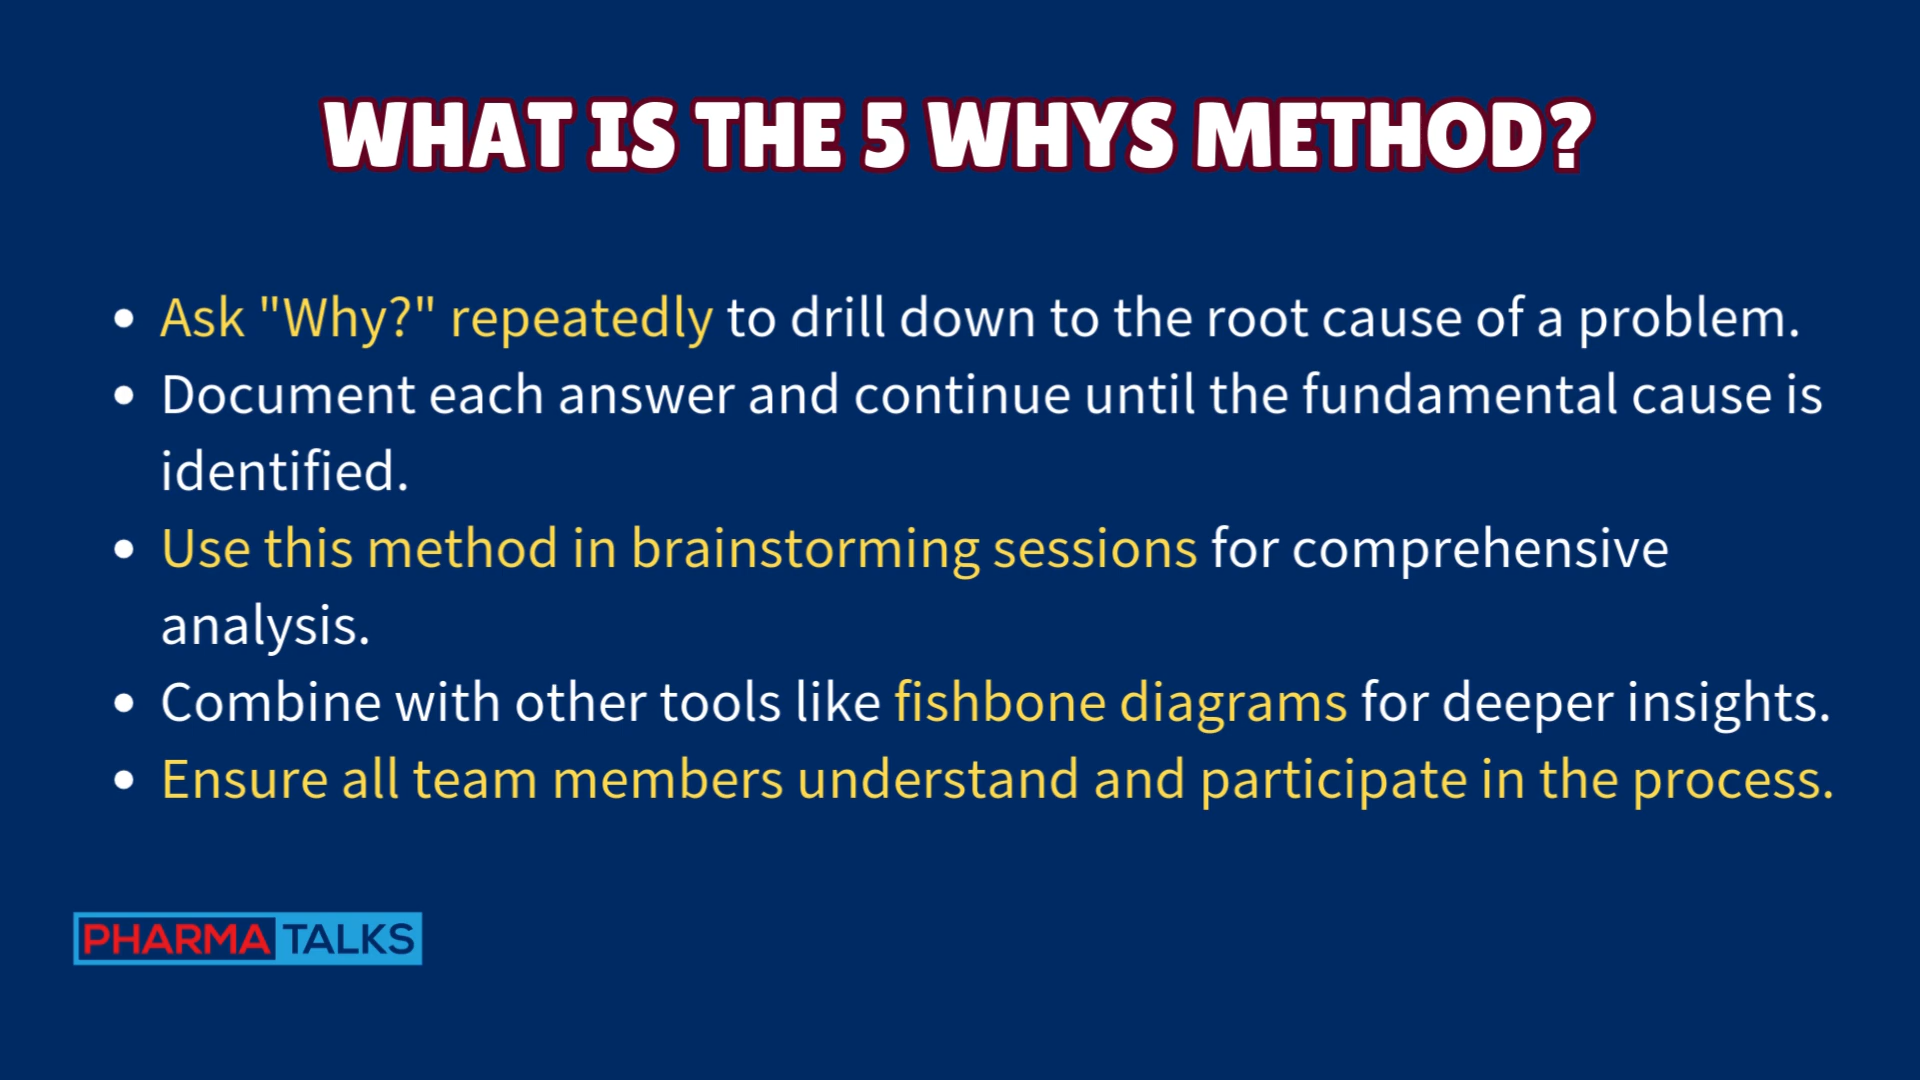 WHAT IS THE 5 WHYS METHOD?
• Ask "Why?" repeatedly to drill down to the root cause of a problem.
• Document each answer and continue until the fundamental cause is
identified.
• Use this method in brainstorming sessions for comprehensive
analysis.
• Combine with other tools like fishbone diagrams for deeper insights.
• Ensure all team members understand and participate in the process.
PHARMA TALKS